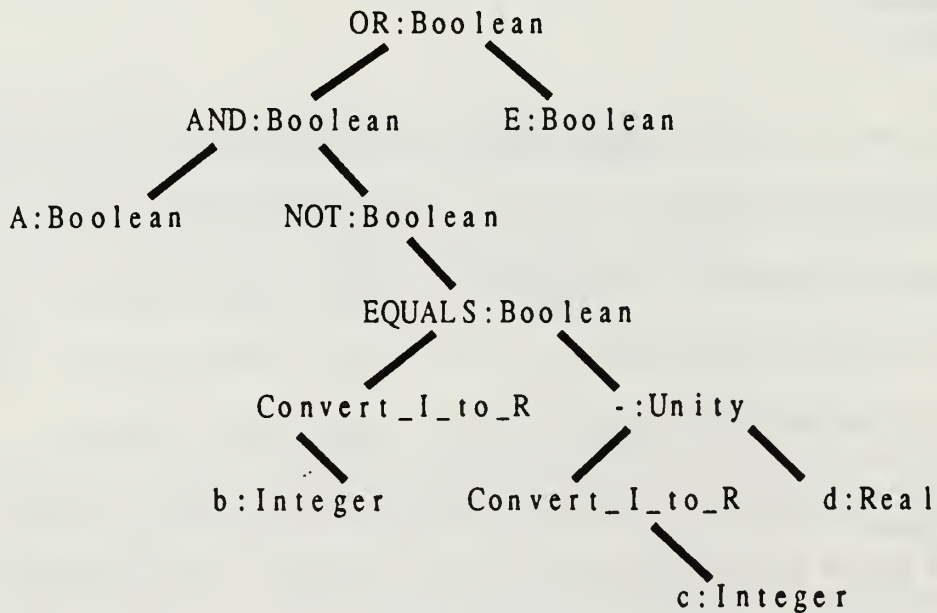 OR:Boolean
AND:Boolean E:Boolean
A:Boolean NOT:Boolean
EQUALS:Boolean
Convert_I_to_R -:Unity
b:Integer Convert_I_to_R d:Real
c:Integer